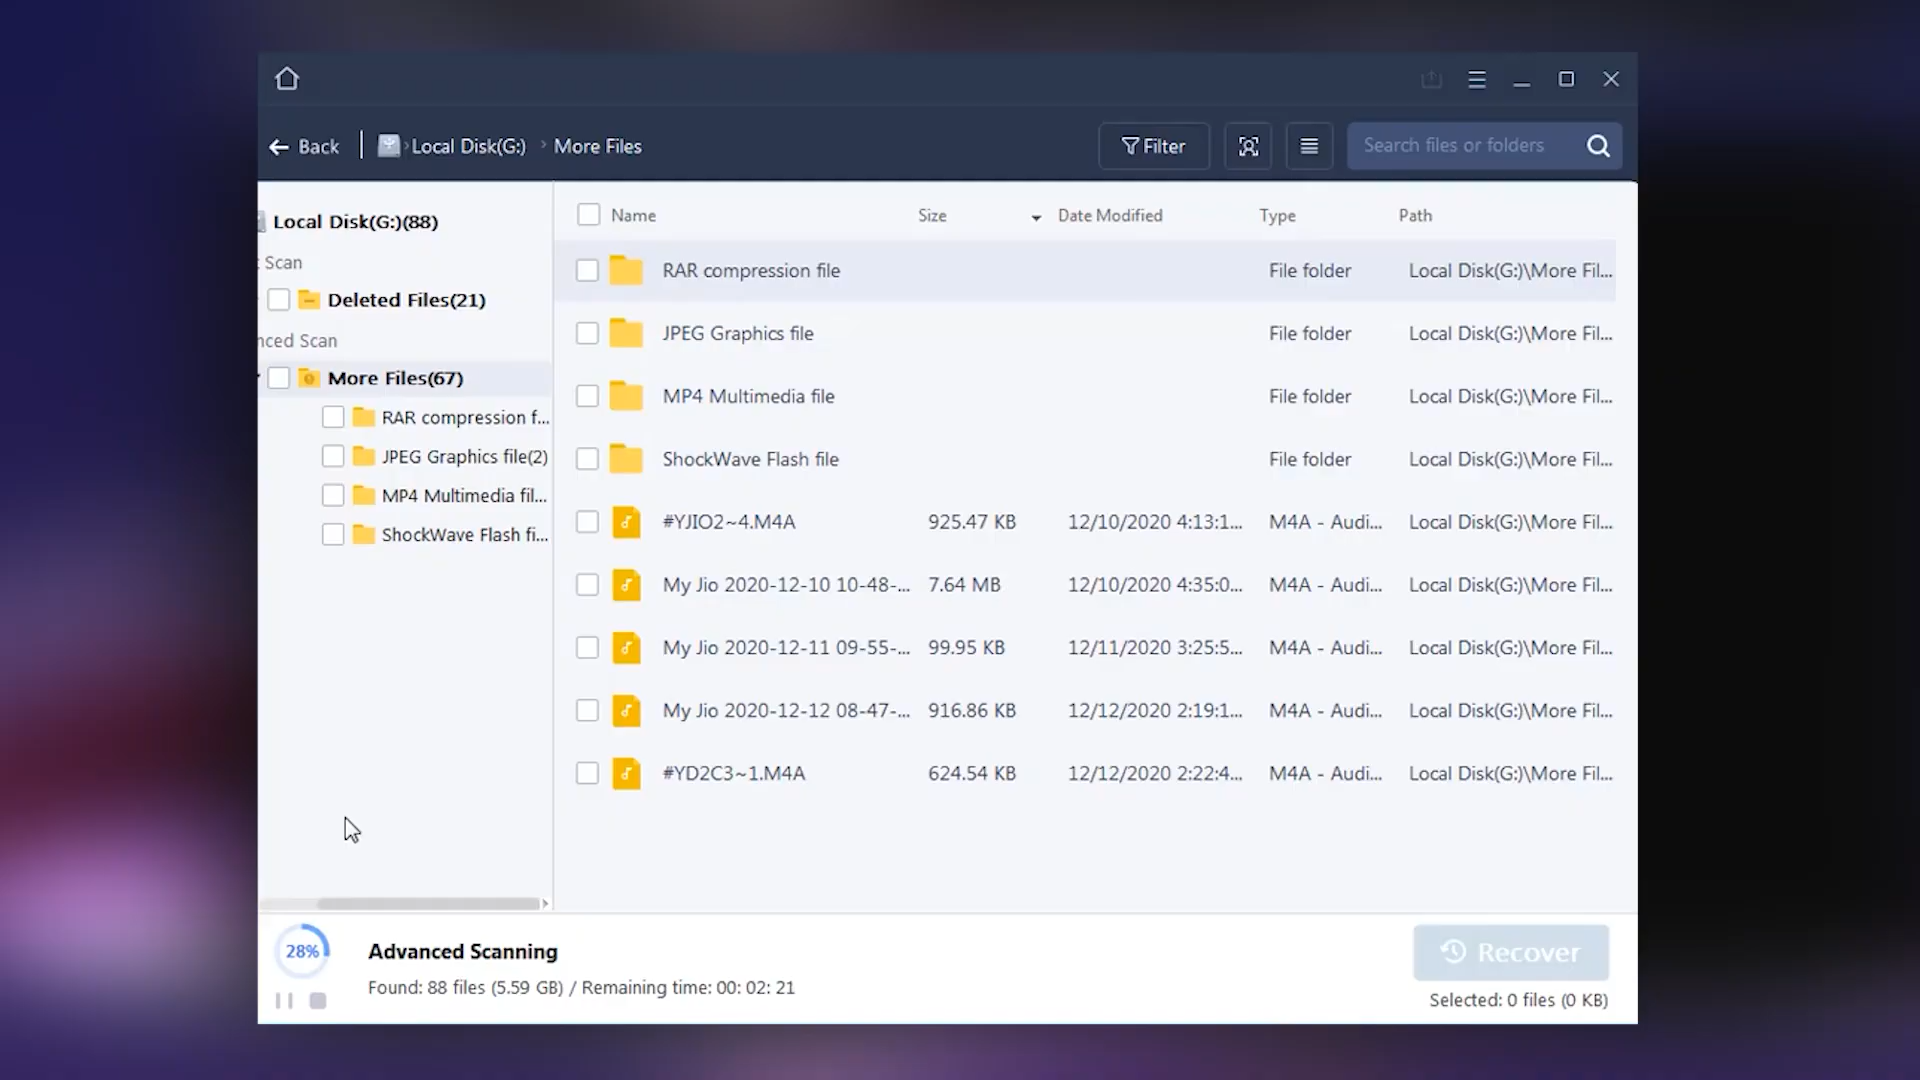 Back
Local Disk(G:)
More Files
Filter
Search files or folders
Local Disk(G:)(88)
Scan
Deleted Files(21)
nced Scan
More Files(67)
RAR compression f...
JPEG Graphics file(2)
MP4 Multimedia fil...
ShockWave Flash fi...
Name Size Date Modified Type Path
RAR compression file File folder Local Disk(G:)\More Fil...
JPEG Graphics file File folder Local Disk(G:)\More Fil...
MP4 Multimedia file File folder Local Disk(G:)\More Fil...
ShockWave Flash file File folder Local Disk(G:)\More Fil...
#YJIO2~4.M4A 925.47 KB 12/10/2020 4:13:1... M4A - Audi... Local Disk(G:)\More Fil...
My Jio 2020-12-10 10-48-... 7.64 MB 12/10/2020 4:35:0... M4A - Audi... Local Disk(G:)\More Fil...
My Jio 2020-12-11 09-55-... 99.95 KB 12/11/2020 3:25:5... M4A - Audi... Local Disk(G:)\More Fil...
My Jio 2020-12-12 08-47-... 916.86 KB 12/12/2020 2:19:1... M4A - Audi... Local Disk(G:)\More Fil...
#YD2C3~1.M4A 624.54 KB 12/12/2020 2:22:4... M4A - Audi... Local Disk(G:)\More Fil...
28%
Advanced Scanning
Found: 88 files (5.59 GB) / Remaining time: 00: 02: 21
Recover
Selected: 0 files (0 KB)